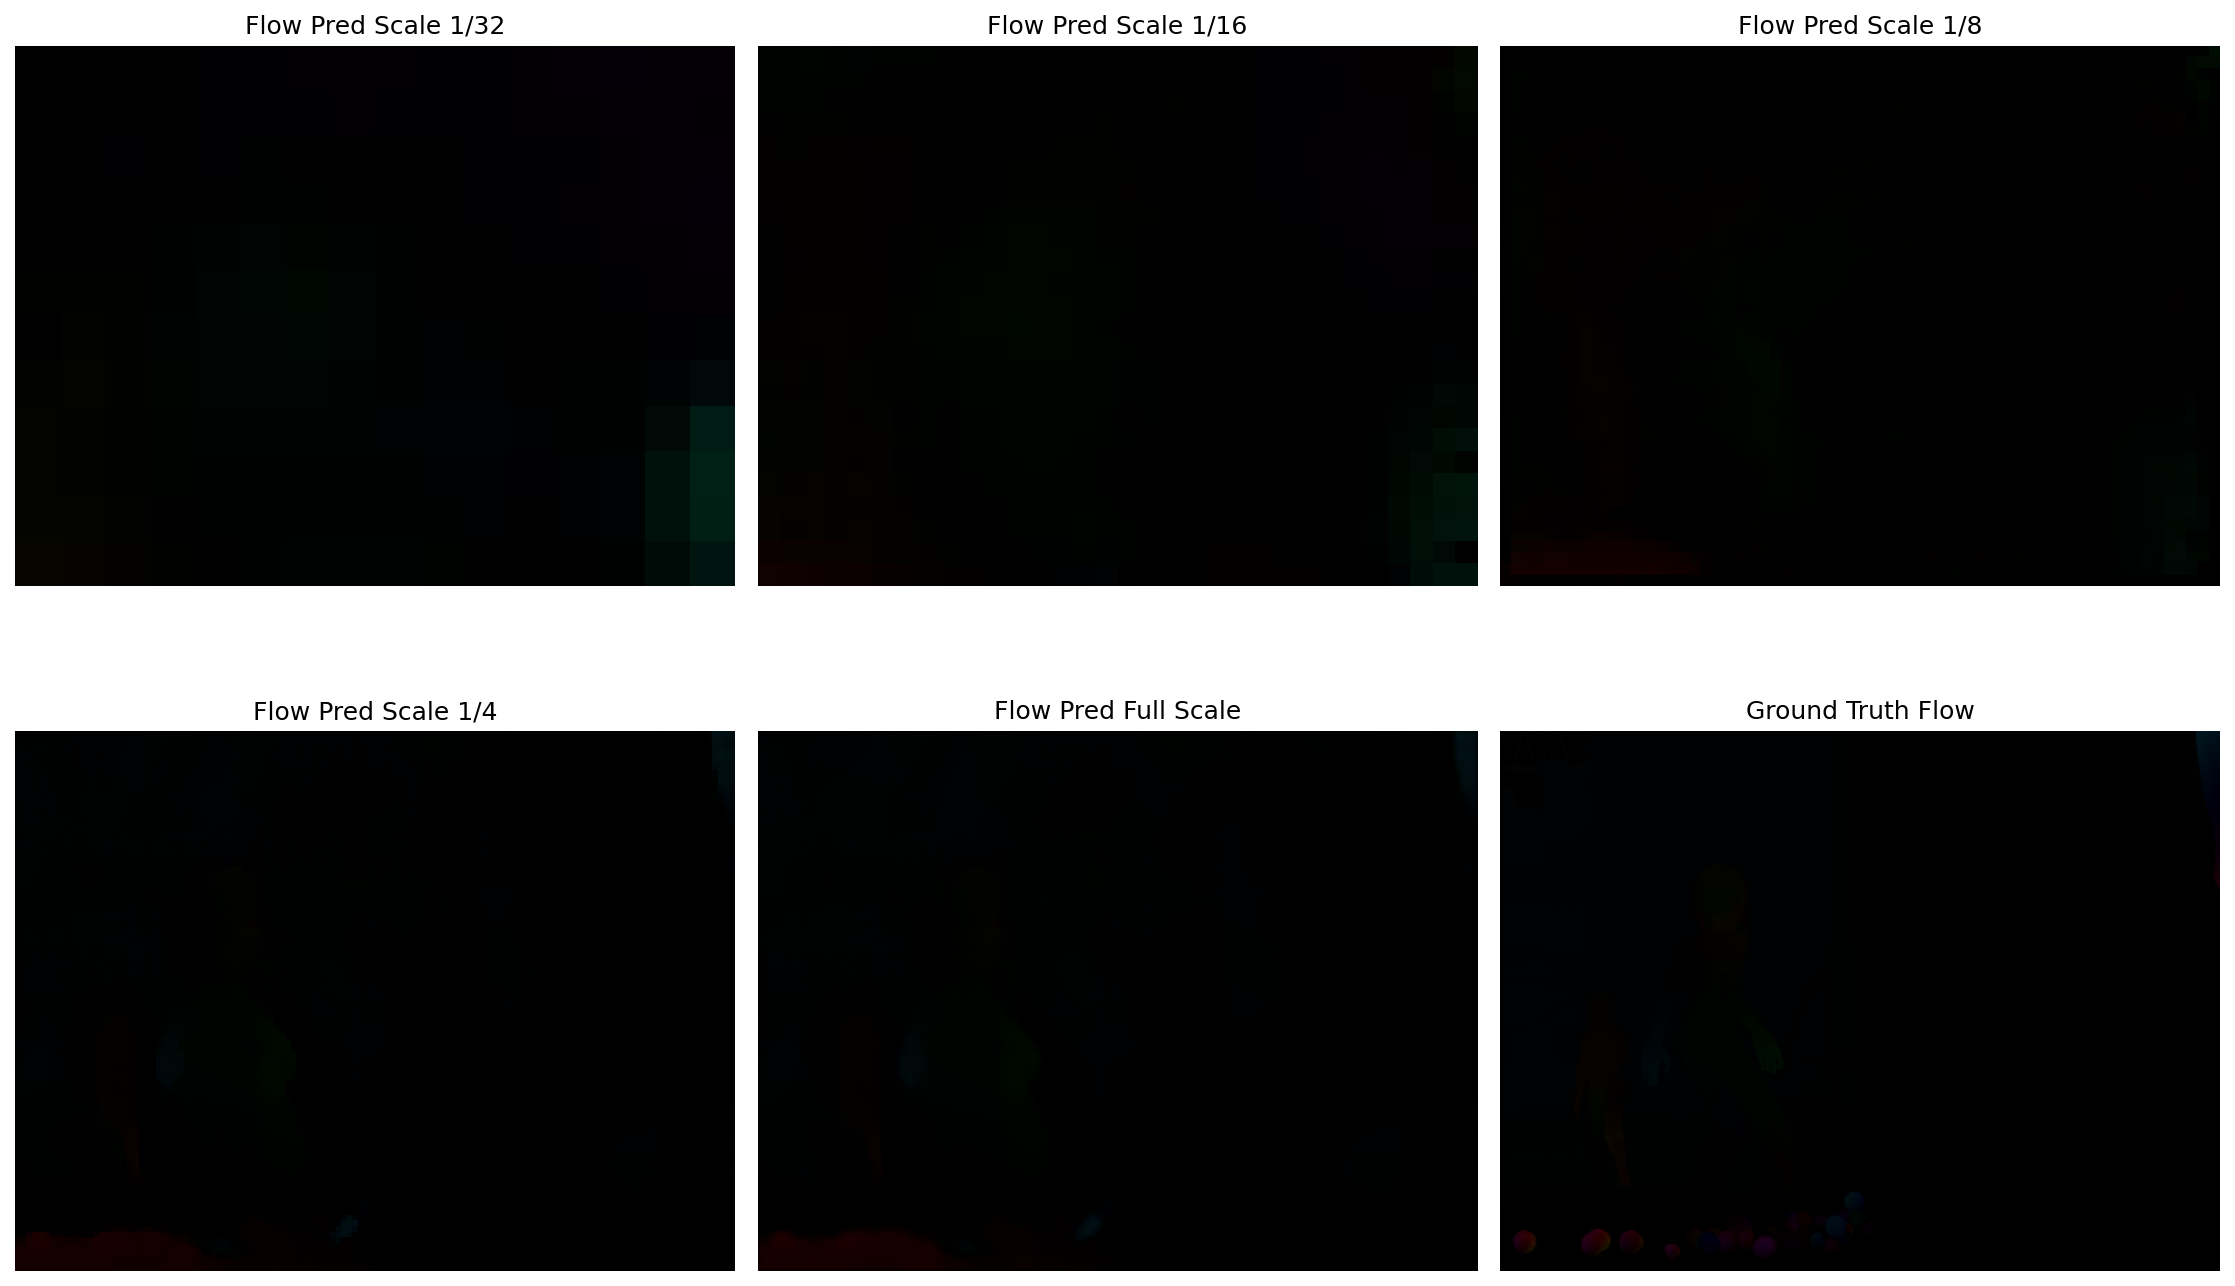 Flow Pred Scale 1/32
Flow Pred Scale 1/16
Flow Pred Scale 1/8
Flow Pred Scale 1/4
Flow Pred Full Scale
Ground Truth Flow